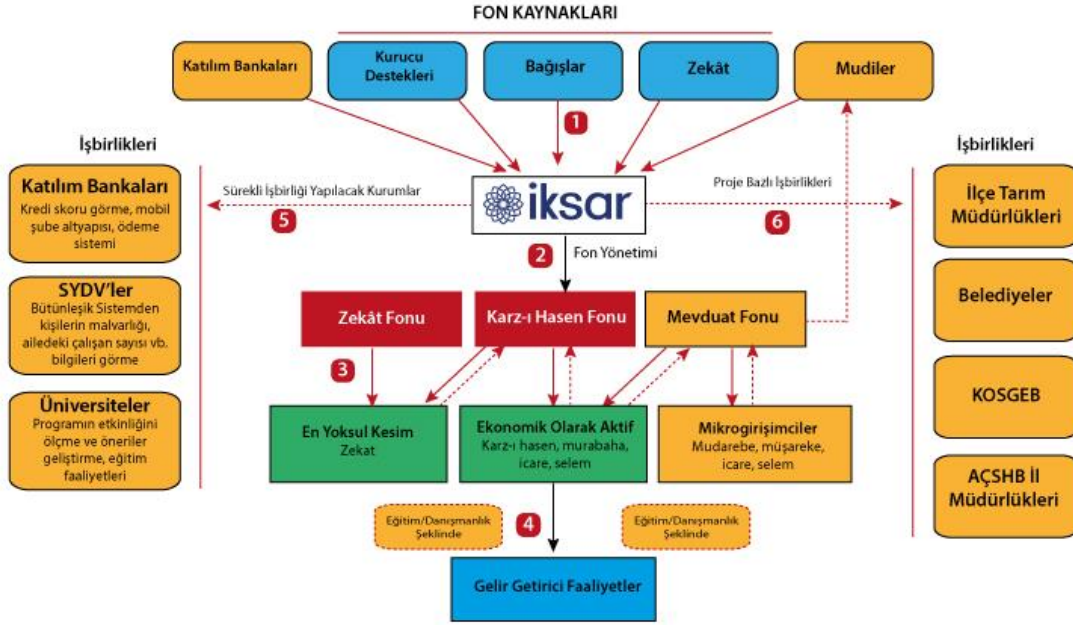 FON KAYNAKLARI
Katılım Bankaları
Kurucu
Destekleri
Bağışlar
Zekât
Mudiler
1
İşbirlikleri
Katılım Bankaları
Kredi skoru görme, mobil
şube altyapısı, ödeme
sistemi
SYDV'ler
Bütünleşik Sistemden
kişilerin malvarlığı,
ailedeki çalışan sayısı vb.
bilgileri görme
Üniversiteler
Programın etkinliğini
ölçme ve öneriler
geliştirme, eğitim
faaliyetleri
Sürekli İşbirliği Yapılacak Kurumlar
5
iksar
Proje Bazlı İşbirlikleri
6
2
Fon Yönetimi
Zekât Fonu
Karz-ı Hasen Fonu
Mevduat Fonu
3
En Yoksul Kesim
Zekat
Ekonomik Olarak Aktif
Karz-ı hasen, murabaha,
icare, selem
Mikrogirişimciler
Mudarebe, müşareke,
icare, selem
Eğitim/Danışmanlık
Şeklinde
4
Eğitim/Danışmanlık
Şeklinde
Gelir Getirici Faaliyetler
İşbirlikleri
İlçe Tarım
Müdürlükleri
Belediyeler
KOSGEB
AÇSHB İl
Müdürlükleri